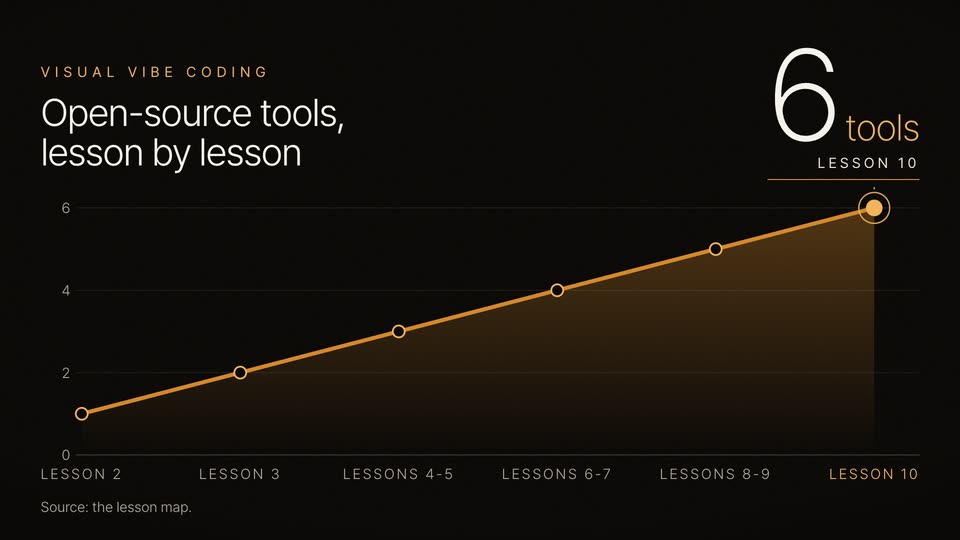 VISUAL VIBE CODING
Open-source tools,
lesson by lesson
6 tools
LESSON 10
6
4
2
0
LESSON 2
LESSON 3
LESSONS 4-5
LESSONS 6-7
LESSONS 8-9
LESSON 10
Source: the lesson map.